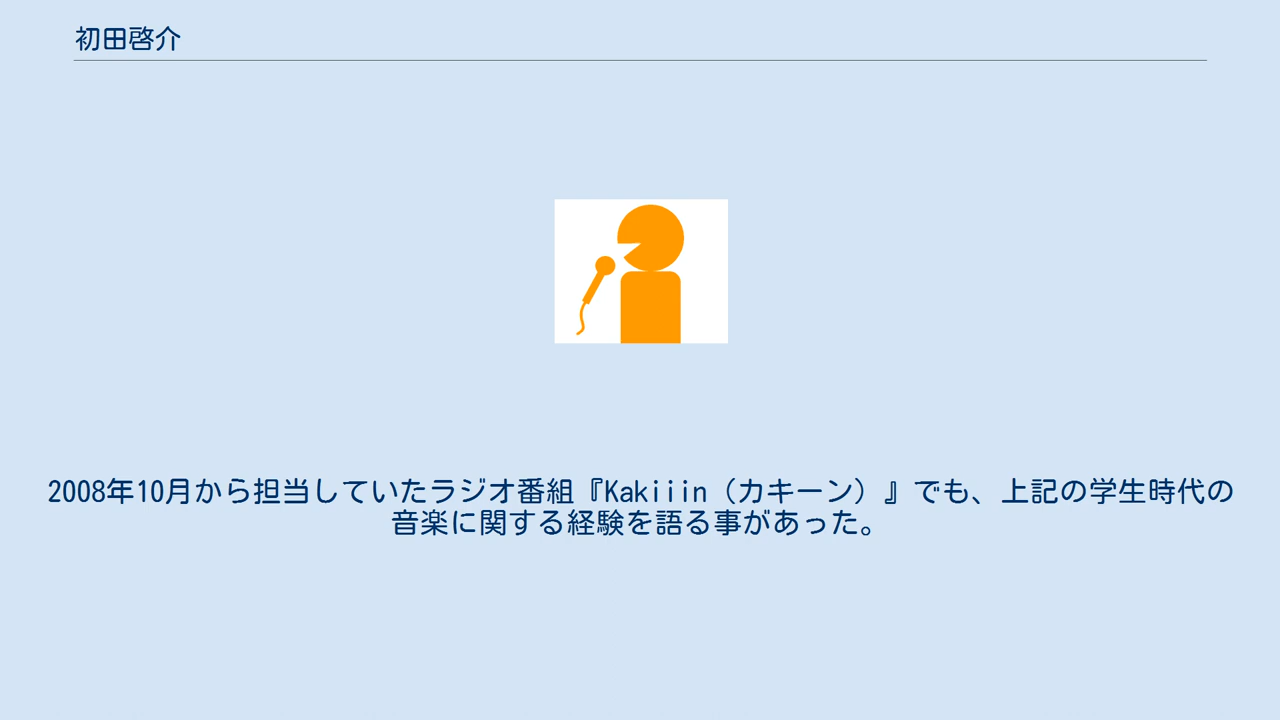 初田啓介
2008年10月から担当していたラジオ番組『Kakiiin（カキーン）』でも、上記の学生時代の
音楽に関する経験を語る事があった。